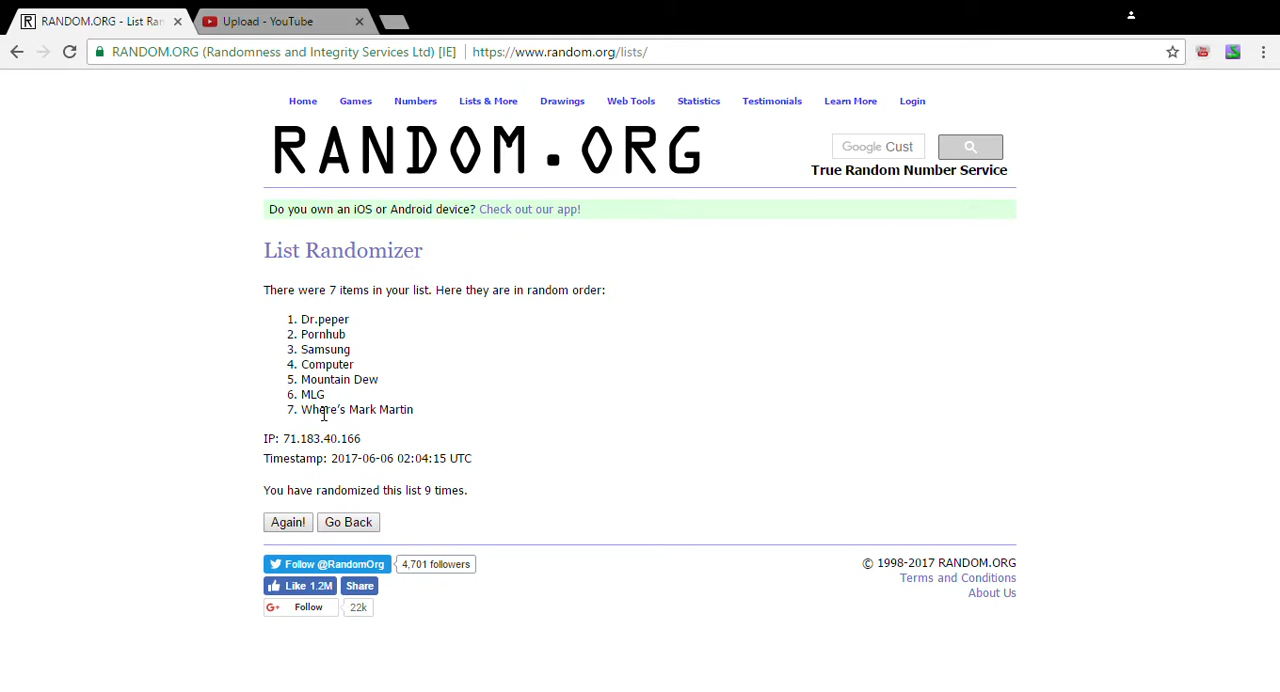 RANDOM.ORG - List Ran
Upload - YouTube
RANDOM.ORG (Randomness and Integrity Services Ltd) [IE] https://www.random.org/lists/
Home Games Numbers Lists & More Drawings Web Tools Statistics Testimonials Learn More Login
RANDOM.ORG
Google Cust
True Random Number Service
Do you own an iOS or Android device? Check out our app!
List Randomizer
There were 7 items in your list. Here they are in random order:
1. Dr.peper
2. Pornhub
3. Samsung
4. Computer
5. Mountain Dew
6. MLG
7. Where's Mark Martin
IP: 71.183.40.166
Timestamp: 2017-06-06 02:04:15 UTC
You have randomized this list 9 times.
Again! Go Back
Follow @RandomOrg 4,701 followers
Like 1.2M Share
G+ Follow 22k
© 1998-2017 RANDOM.ORG
Terms and Conditions
About Us